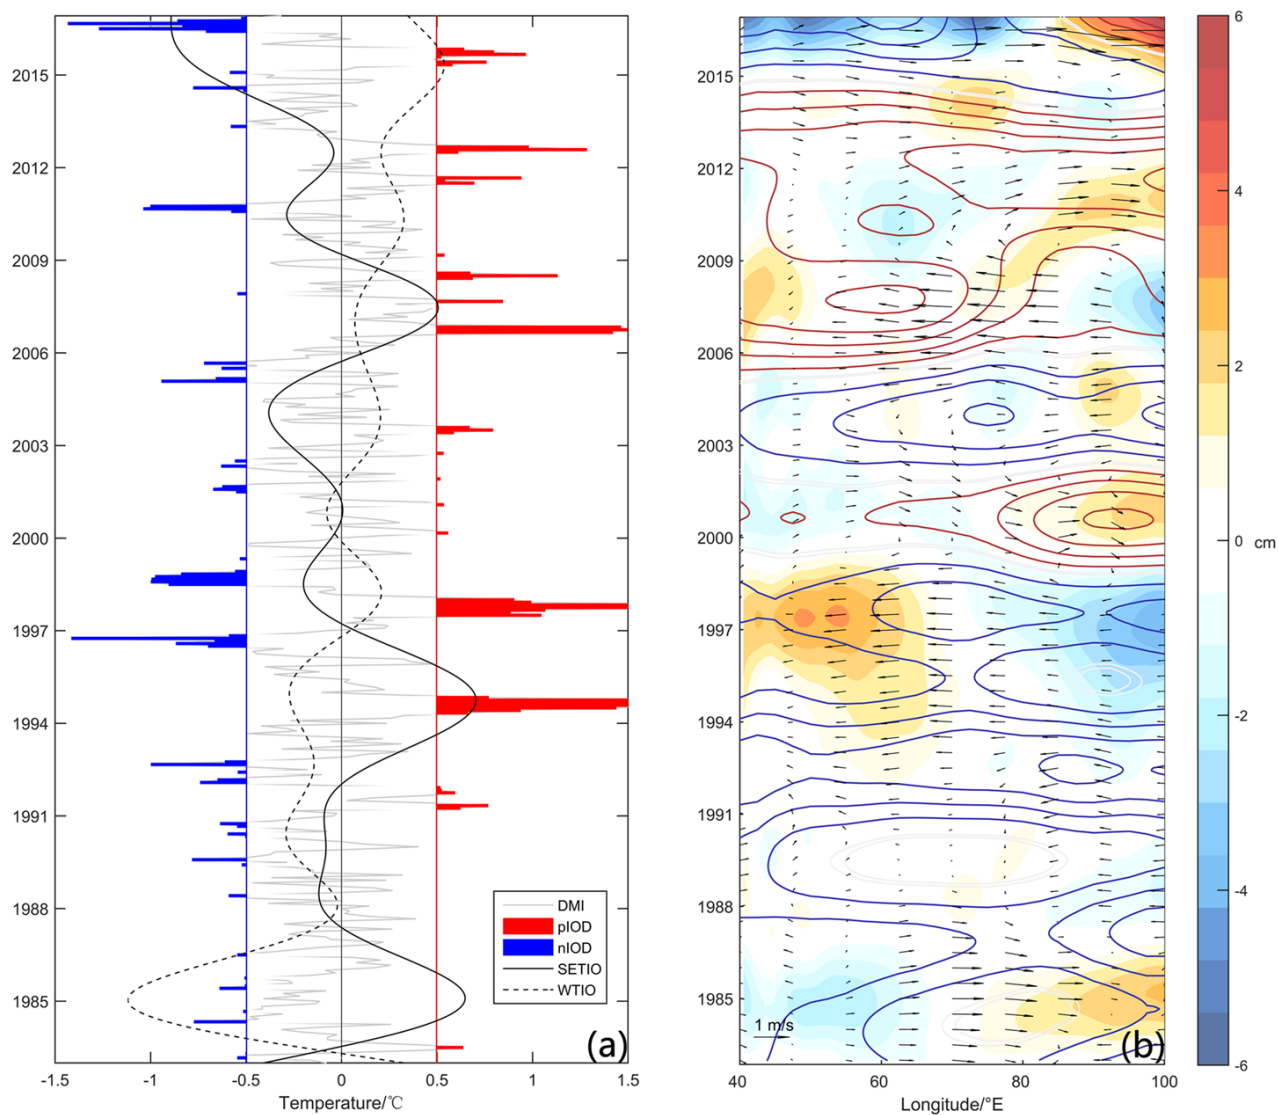 2015
2012
2009
2006
2003
2000
1997
1994
1991
1988
1985
DMI
pIOD
nIOD
SETIO
WTIO
(a)
-1.5 -1 -0.5 0 0.5 1 1.5
Temperature/℃
2015
2012
2009
2006
2003
2000
1997
1994
1991
1988
1985
1 m/s
(b)
40 60 80 100
Longitude/°E
6
4
2
0 cm
-2
-4
-6